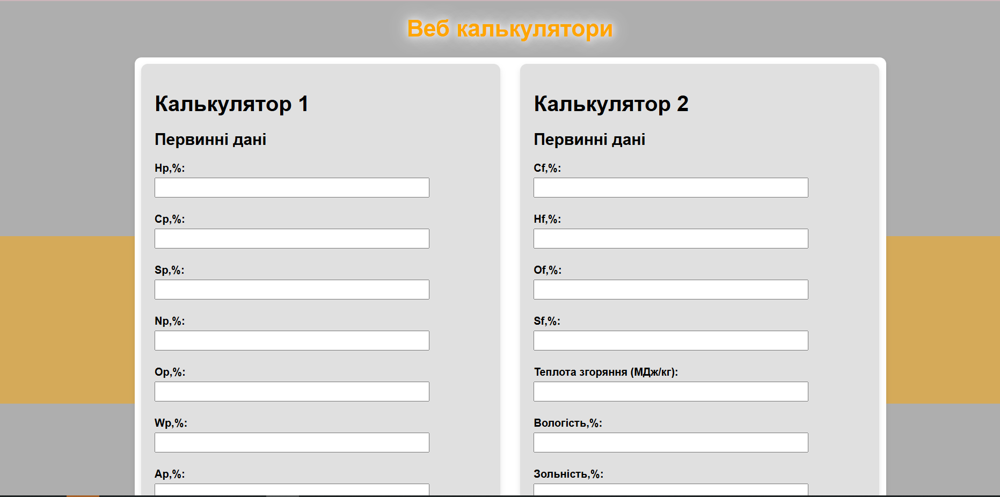 Веб калькулятори
Калькулятор 1
Первинні дані
Hp,%:
Cp,%:
Sp,%:
Np,%:
Op,%:
Wp,%:
Ap,%:
Калькулятор 2
Первинні дані
Cf,%:
Hf,%:
Of,%:
Sf,%:
Теплота згоряння (МДж/кг):
Вологість,%:
Зольність,%: